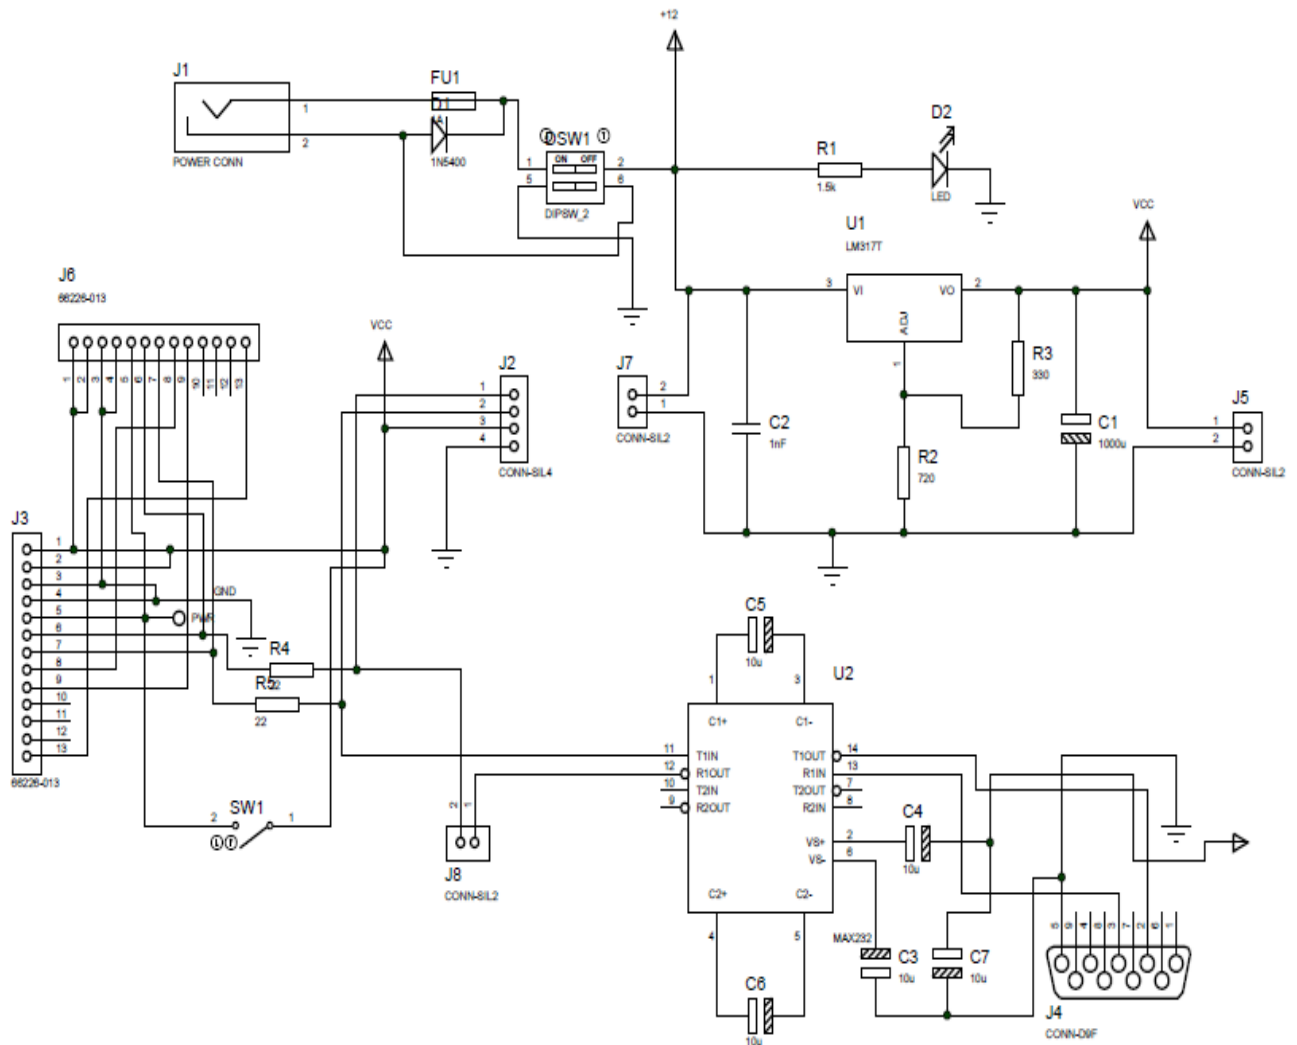 +12
J1
1
2
POWER CONN
FU1
D1
1A
1N5400
DSW1
ON OFF
1
2
5
6
DIPSW_2
R1
1.5k
D2
LED
U1
LM317T
3
VI
VO
2
ADJ
1
VCC
R3
330
R2
720
C2
1nF
C1
1000u
J7
2
1
CONN-SIL2
J5
1
2
CONN-SIL2
J6
66226-013
1
2
3
4
5
6
7
8
9
10
11
12
13
VCC
J2
1
2
3
4
CONN-SIL4
J3
1
2
3
4
5
6
7
8
9
10
11
12
13
66226-013
GND
PWR
R4
22
R5
22
SW1
2
1
J8
2
1
CONN-SIL2
C5
10u
U2
1
3
C1+
C1-
11
T1IN
T1OUT
14
12
R1OUT
R1IN
13
10
T2IN
T2OUT
7
9
R2OUT
R2IN
8
VS+
2
VS-
6
C2+
C2-
4
5
MAX232
C6
10u
C4
10u
C3
10u
C7
10u
5
9
4
8
3
7
2
6
1
J4
CONN-D9F